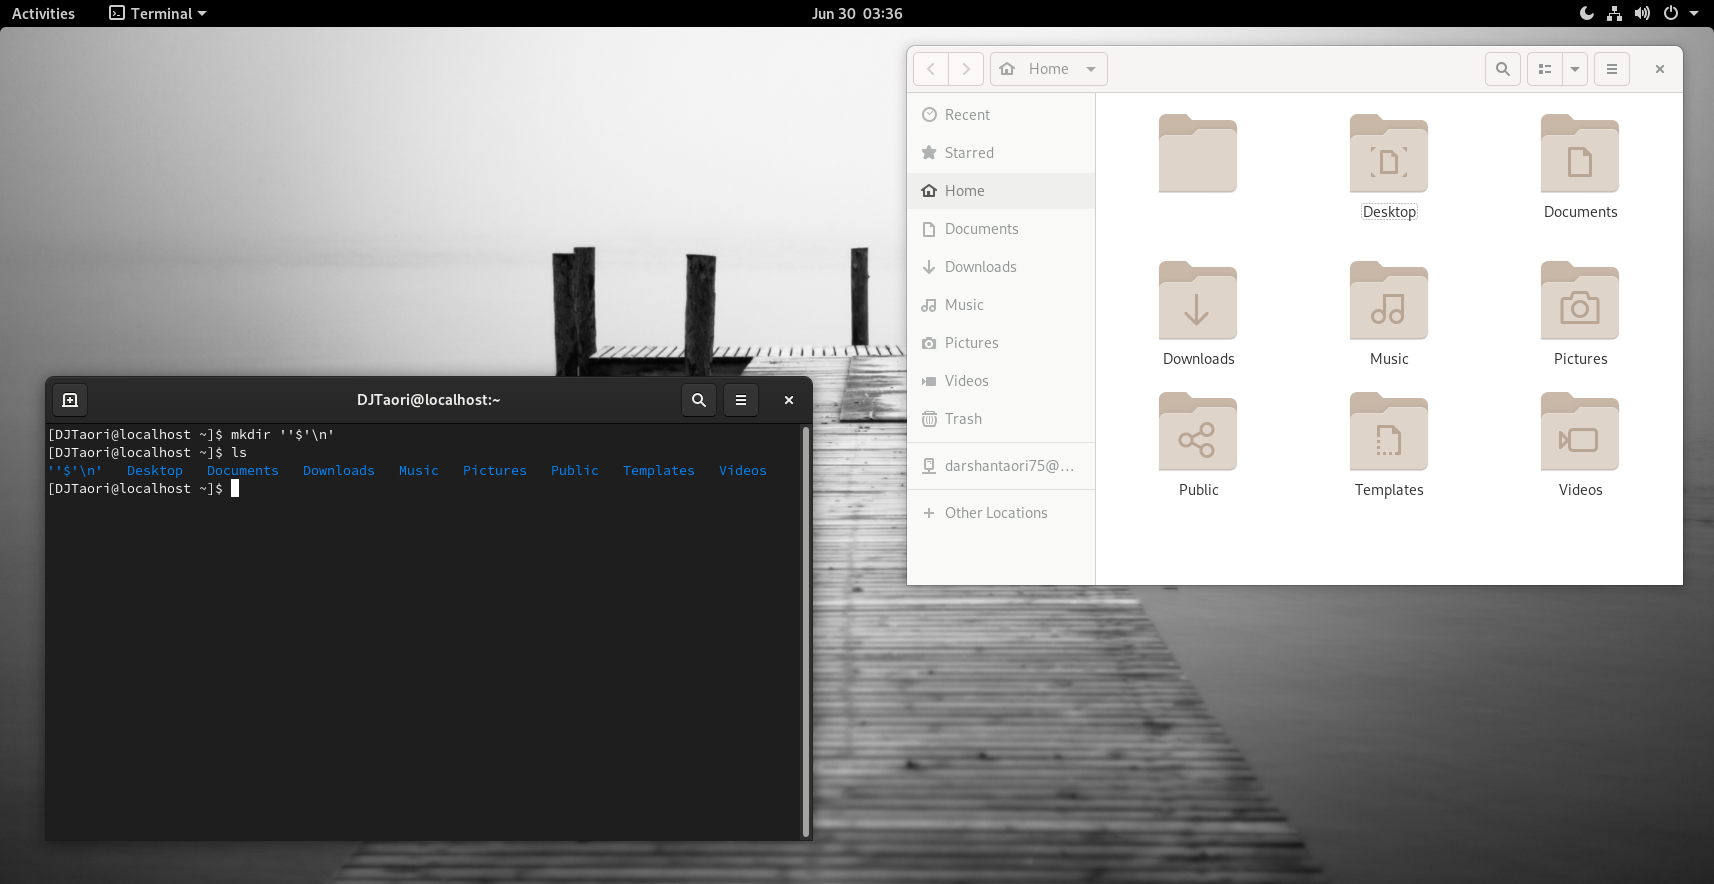 Activities
Terminal
Jun 30 03:36
Home
Recent
Starred
Home
Documents
Downloads
Music
Pictures
Videos
Trash
darshantaori75@...
Other Locations
Desktop
Documents
Downloads
Music
Pictures
Public
Templates
Videos
DJTaori@localhost:~
[DJTaori@localhost ~]$ mkdir ''$'\n'
[DJTaori@localhost ~]$ ls
''$'\n' Desktop Documents Downloads Music Pictures Public Templates Videos
[DJTaori@localhost ~]$